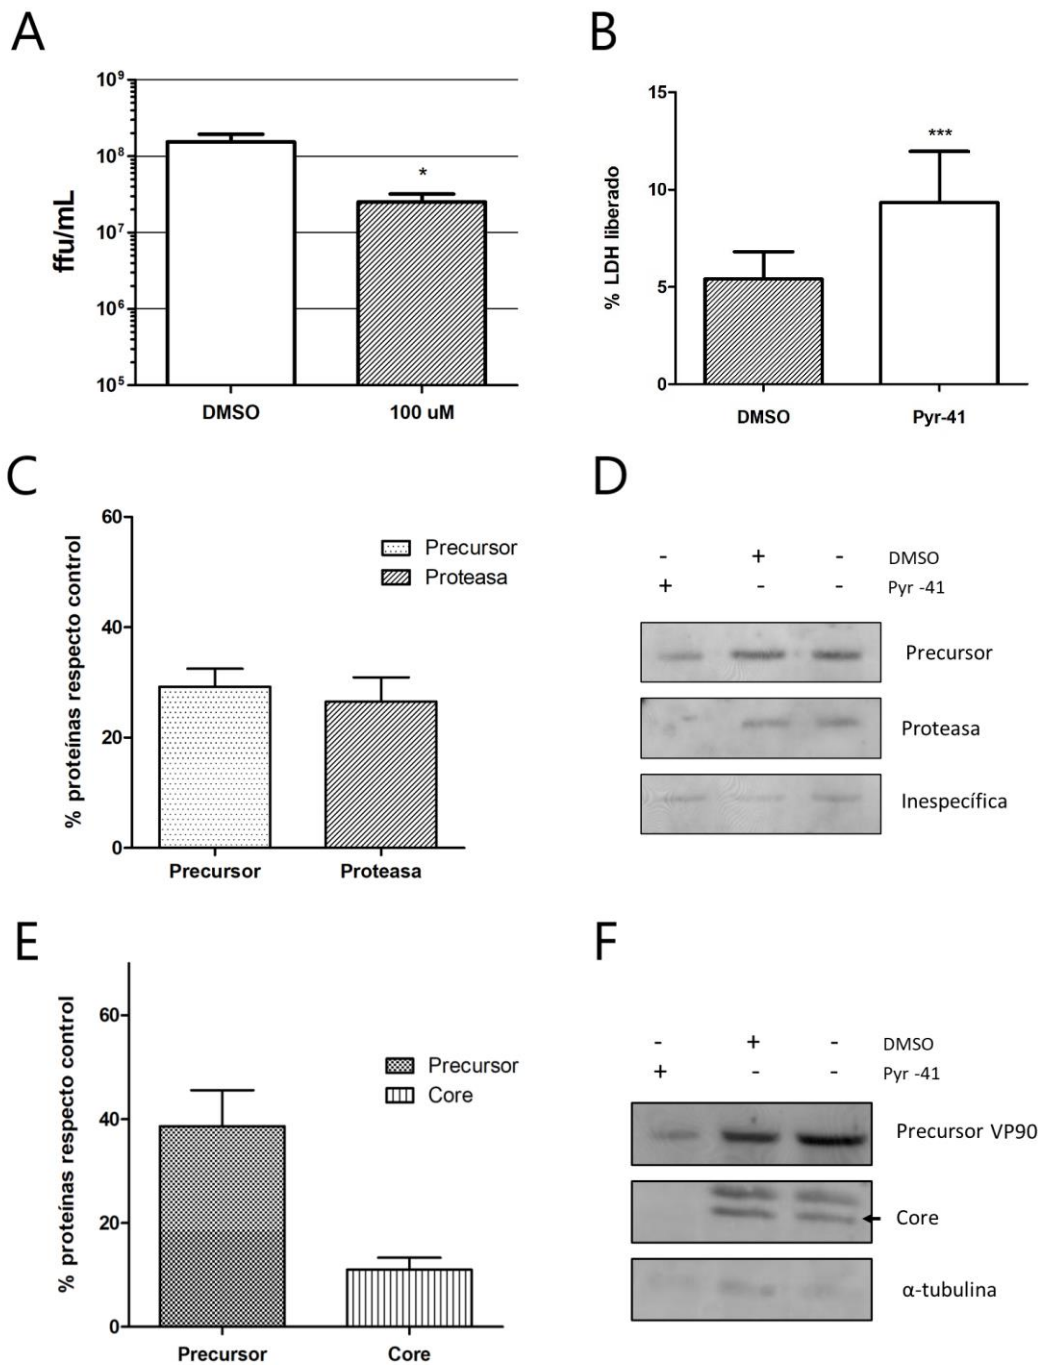 A
10⁹
10⁸
10⁷
10⁶
10⁵
ffu/mL
*
DMSO
100 uM
B
15
10
5
0
% LDH liberado
***
DMSO
Pyr-41
C
60
40
20
0
% proteínas respecto control
Precursor
Proteasa
Precursor
Proteasa
D
- + - DMSO
+ - - Pyr -41
Precursor
Proteasa
Inespecífica
E
60
40
20
0
% proteínas respecto control
Precursor
Core
Precursor
Core
F
- + - DMSO
+ - - Pyr -41
Precursor VP90
Core
α-tubulina